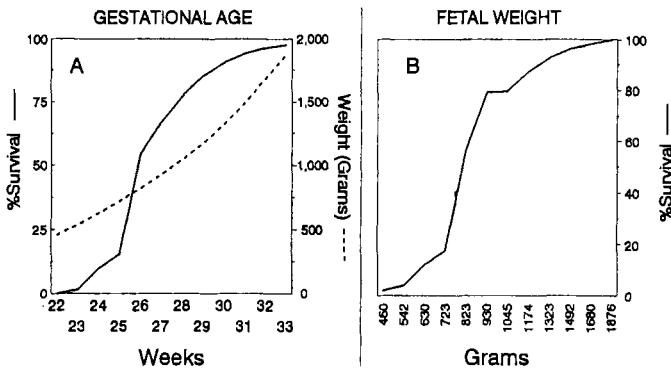 GESTATIONAL AGE
A
%Survival
100
75
50
25
0
2,000
1,500
1,000
500
0
Weight (Grams)
22 24 26 28 30 32
23 25 27 29 31 33
Weeks
FETAL WEIGHT
B
100
80
60
40
20
0
%Survival
460 542 630 723 823 930 1045 1174 1323 1492 1680 1876
Grams